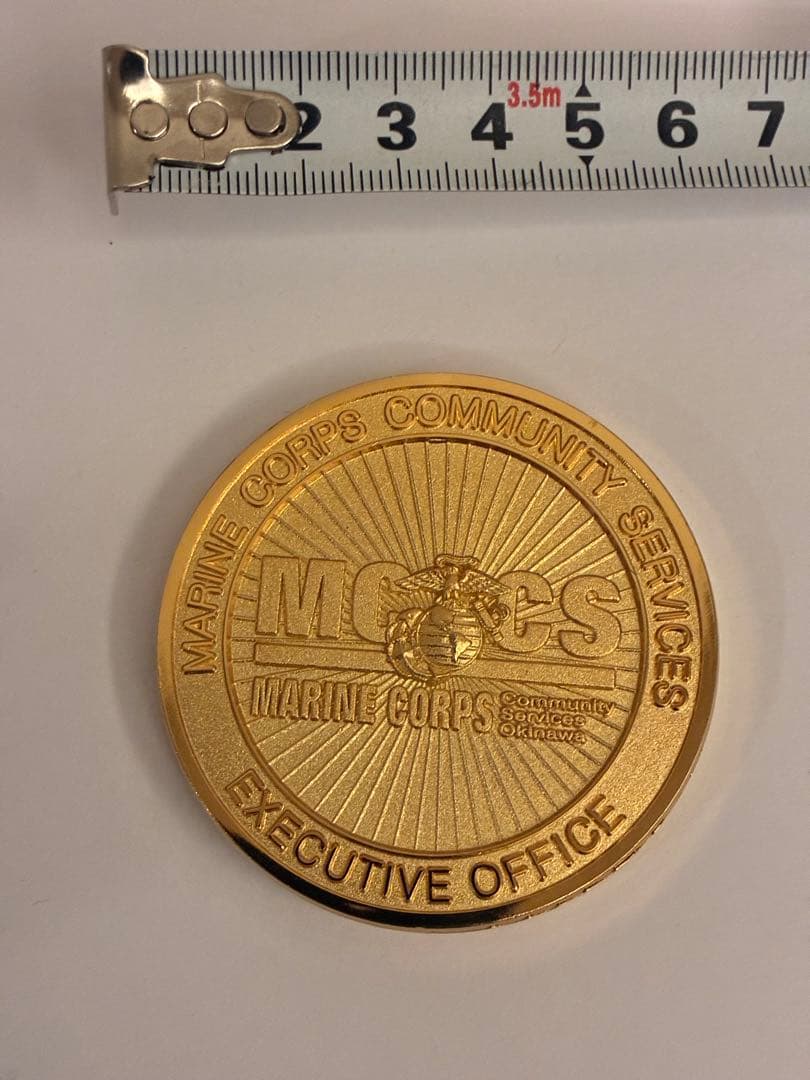 2 3 4 3.5m 5 6 7
MARINE CORPS COMMUNITY SERVICES
MCCS
MARINE CORPS Community
Services
Okinawa
EXECUTIVE OFFICE